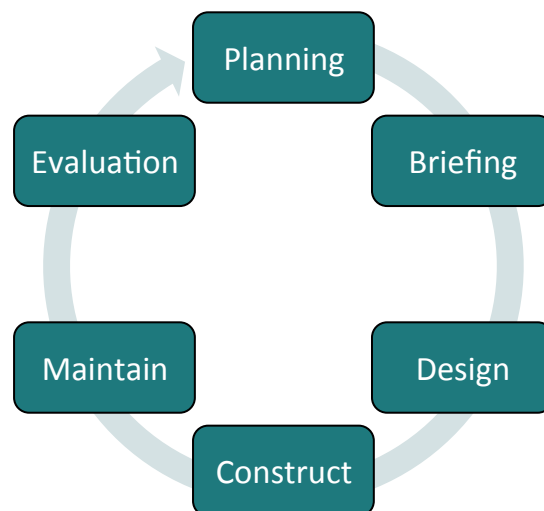 Planning
Briefing
Design
Construct
Maintain
Evaluation